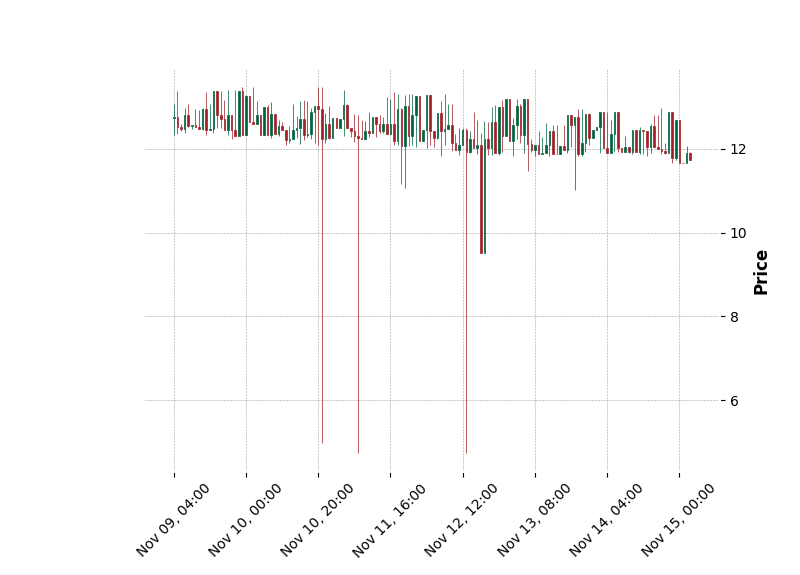 12
10
8
6
Price
Nov 09, 04:00
Nov 10, 00:00
Nov 10, 20:00
Nov 11, 16:00
Nov 12, 12:00
Nov 13, 08:00
Nov 14, 04:00
Nov 15, 00:00